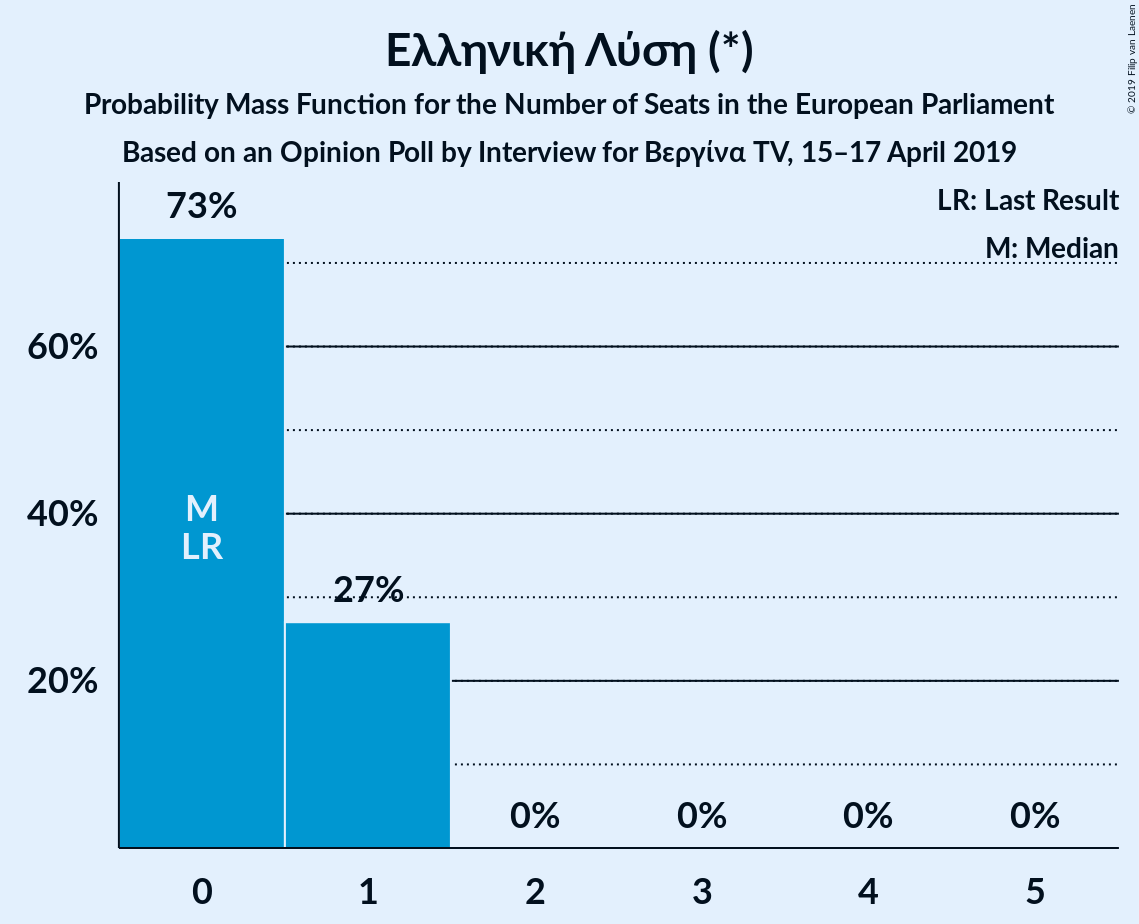 Ελληνική Λύση (*)
Probability Mass Function for the Number of Seats in the European Parliament
Based on an Opinion Poll by Interview for Βεργίνα TV, 15–17 April 2019
© 2019 Filip van Laenen
LR: Last Result
M: Median
73%
60%
40%
20%
M
LR
27%
0% 0% 0% 0%
0 1 2 3 4 5